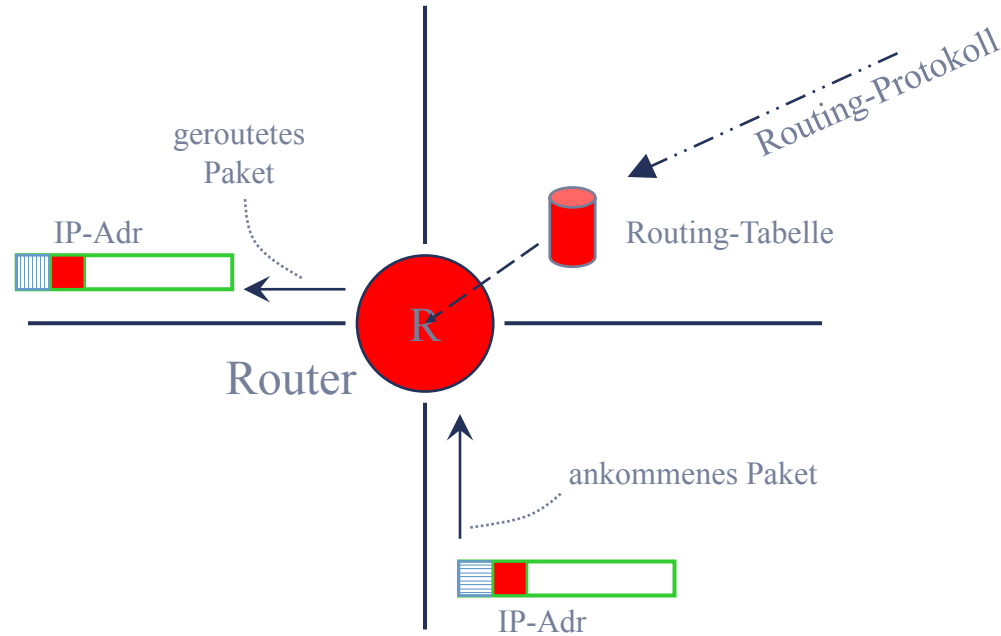 Routing-Protokoll
geroutetes
Paket
IP-Adr
Routing-Tabelle
R
Router
ankommenes Paket
IP-Adr